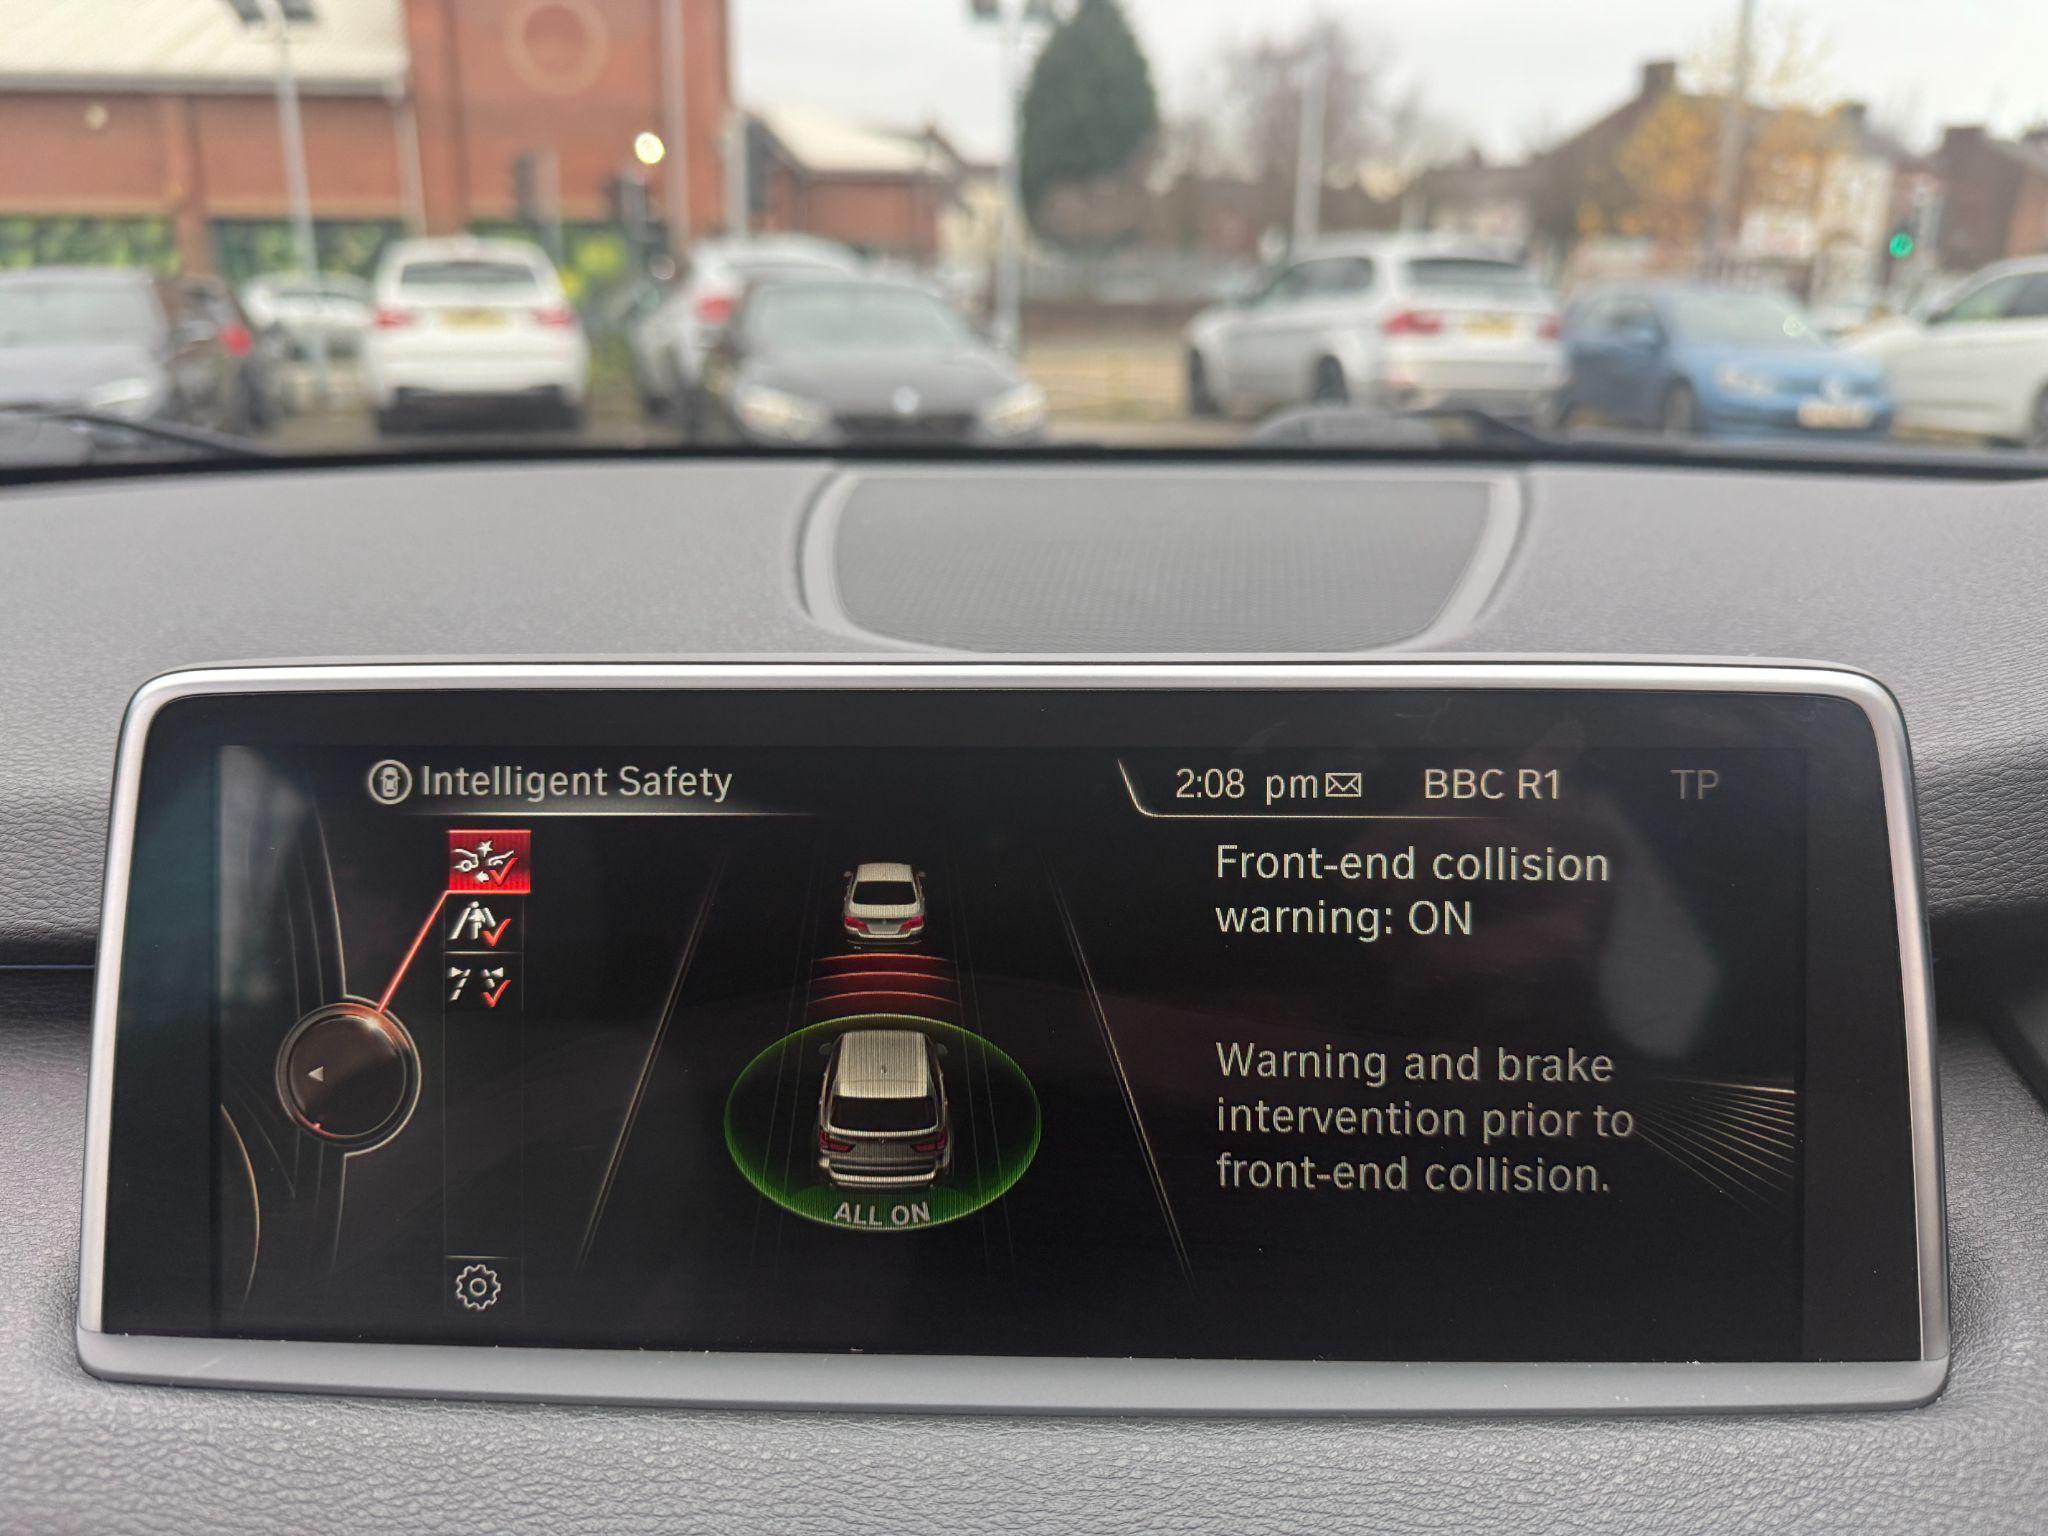 Intelligent Safety
2:08 pm BBC R1 TP
Front-end collision
warning: ON
Warning and brake
intervention prior to
front-end collision.
ALL ON